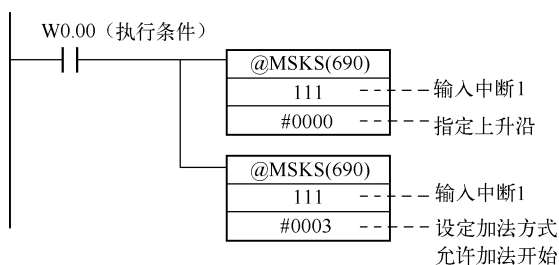 W0.00（执行条件）
@MSKS(690)
111
输入中断1
#0000
指定上升沿
@MSKS(690)
111
输入中断1
#0003
设定加法方式
允许加法开始